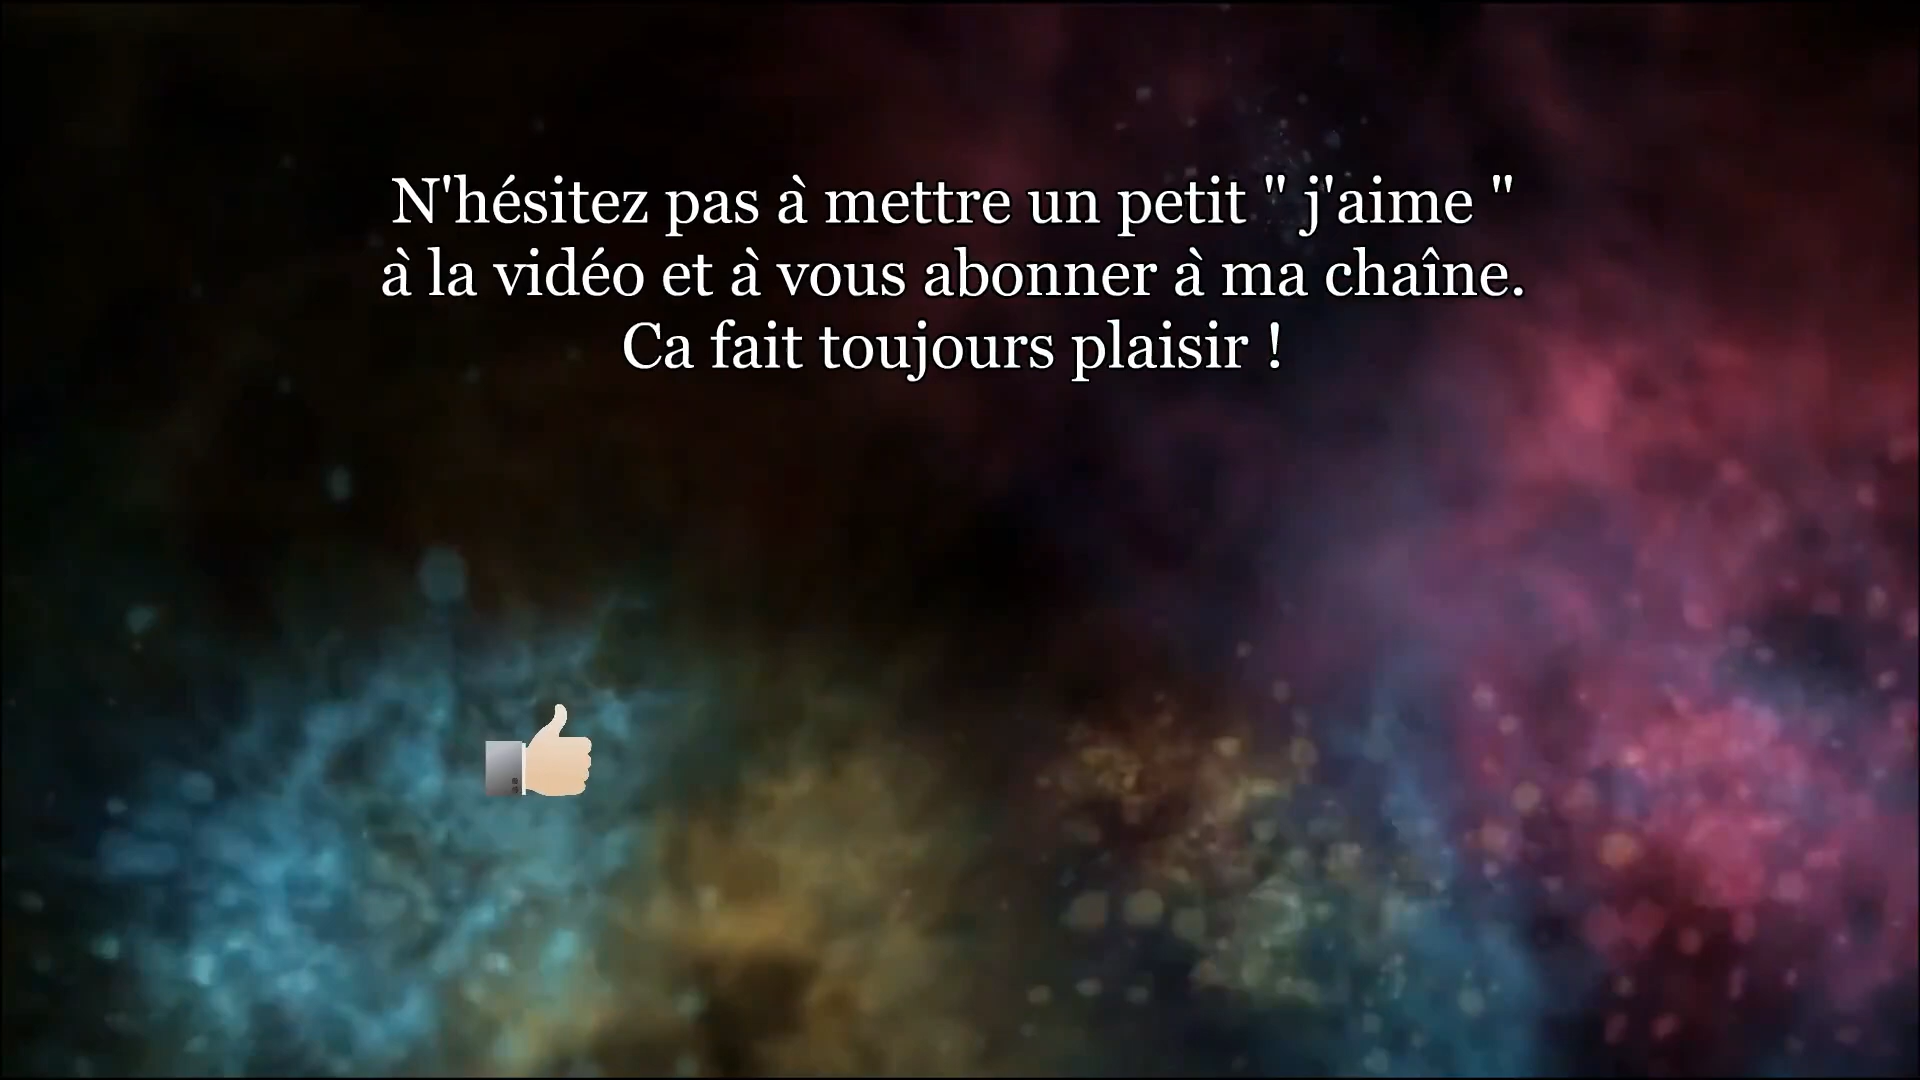 N'hésitez pas à mettre un petit " j'aime "
à la vidéo et à vous abonner à ma chaîne.
Ca fait toujours plaisir !